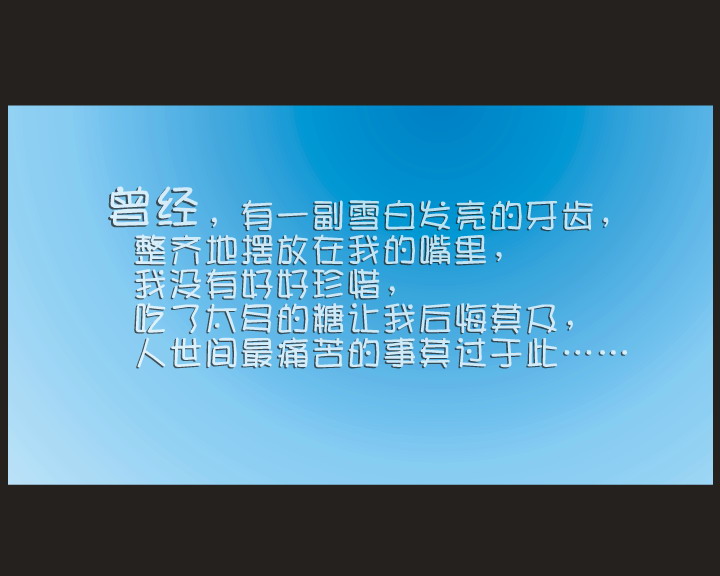 曾经，有一副雪白发亮的牙齿，
整齐地摆放在我的嘴里，
我没有好好珍惜，
吃了太多的糖让我后悔莫及，
人世间最痛苦的事莫过于此……